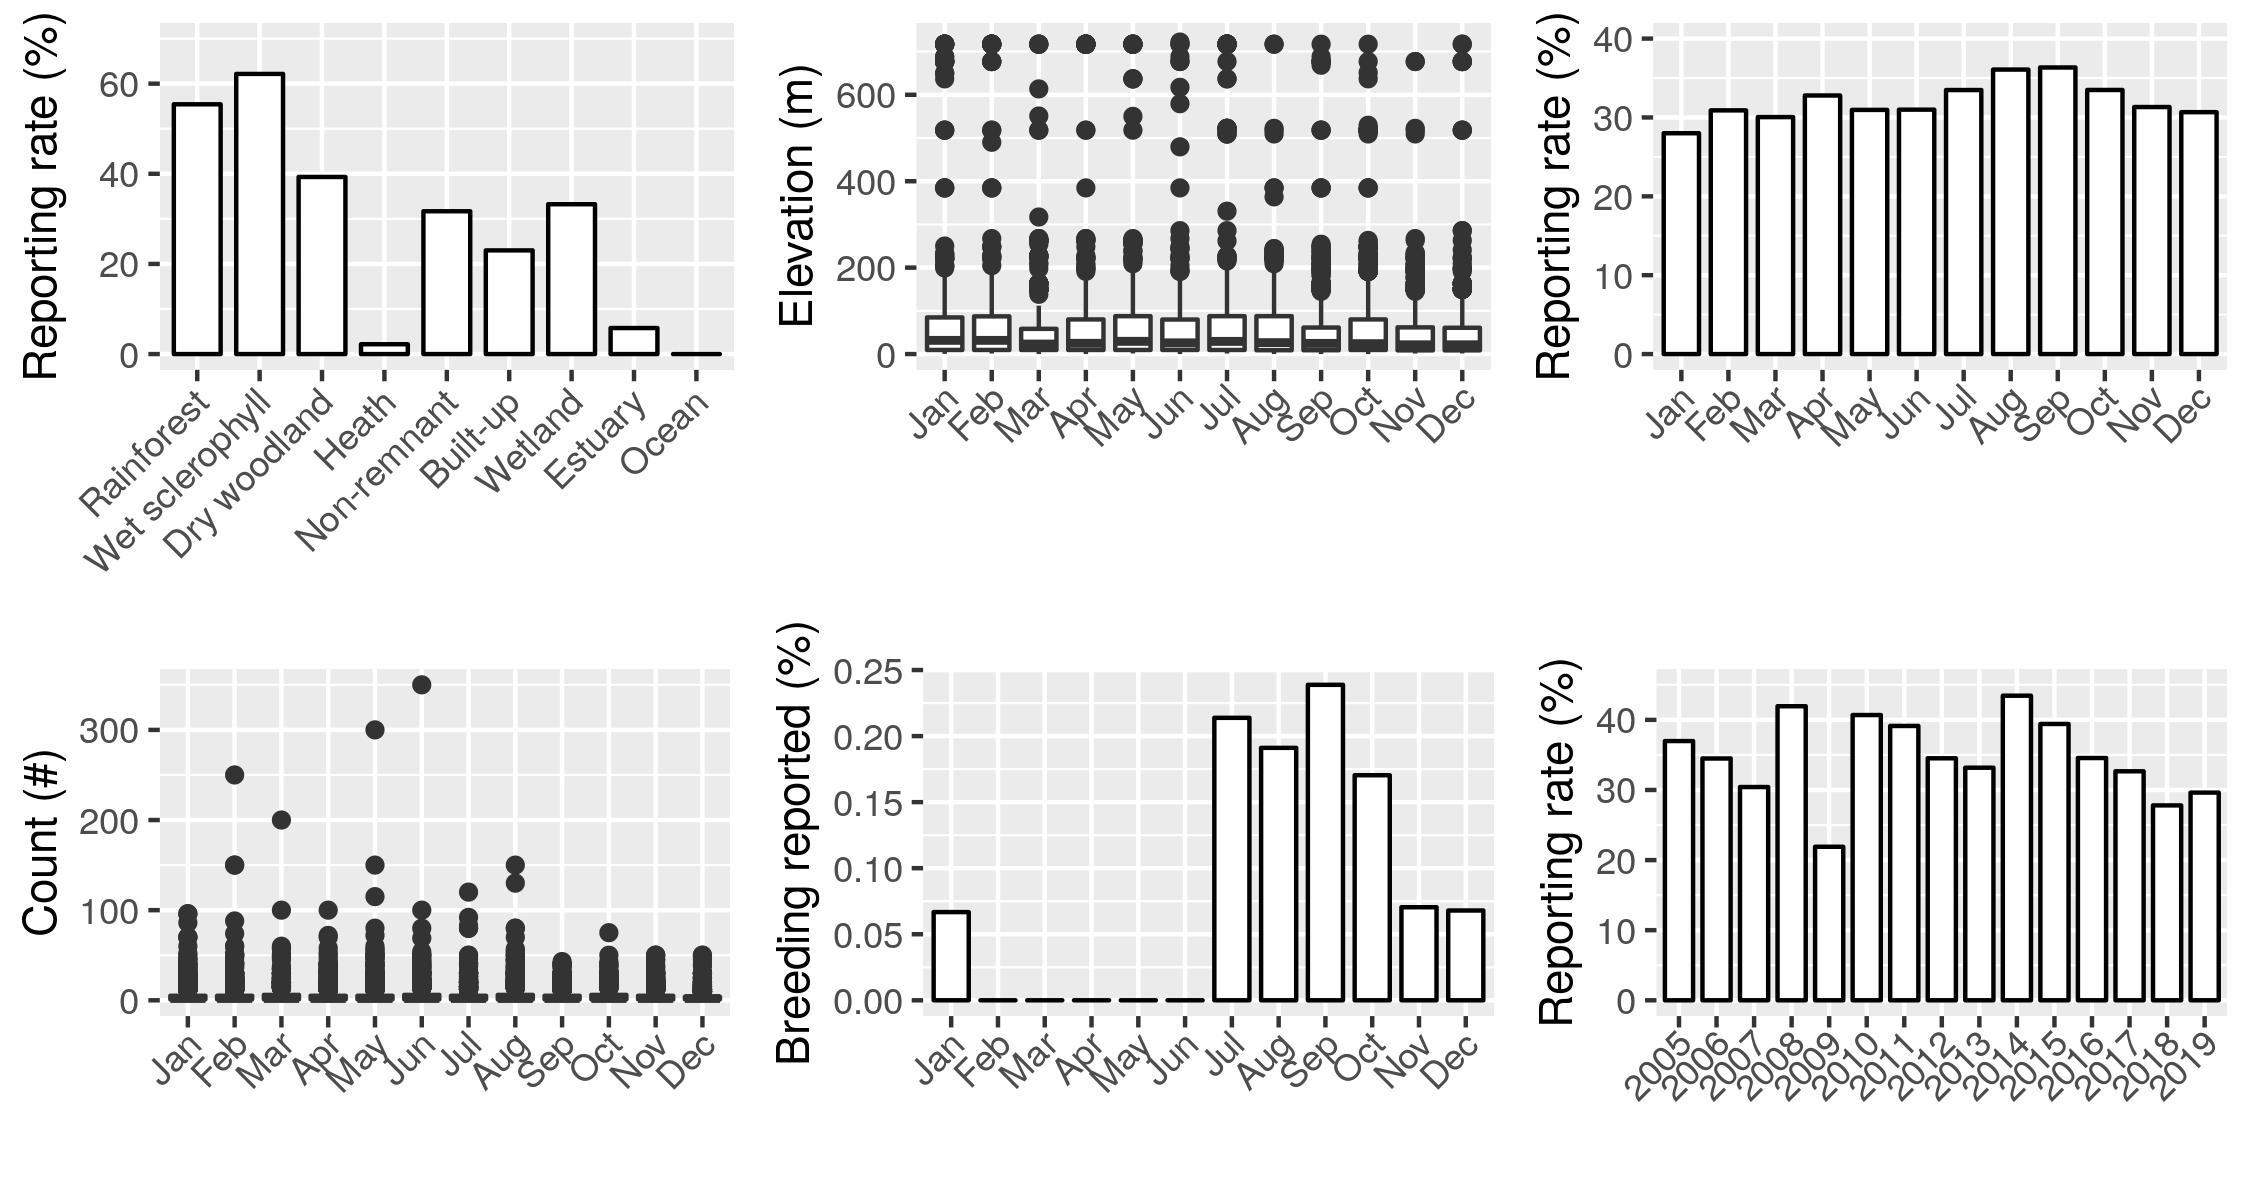 Reporting rate (%)
60
40
20
0
Rainforest
Wet sclerophyll
Dry woodland
Heath
Non-remnant
Built-up
Wetland
Estuary
Ocean
Elevation (m)
600
400
200
0
Jan
Feb
Mar
Apr
May
Jun
Jul
Aug
Sep
Oct
Nov
Dec
Reporting rate (%)
40
30
20
10
0
Jan
Feb
Mar
Apr
May
Jun
Jul
Aug
Sep
Oct
Nov
Dec
Count (#)
300
200
100
0
Jan
Feb
Mar
Apr
May
Jun
Jul
Aug
Sep
Oct
Nov
Dec
Breeding reported (%)
0.25
0.20
0.15
0.10
0.05
0.00
Jan
Feb
Mar
Apr
May
Jun
Jul
Aug
Sep
Oct
Nov
Dec
Reporting rate (%)
40
30
20
10
0
2005
2006
2007
2008
2009
2010
2011
2012
2013
2014
2015
2016
2017
2018
2019